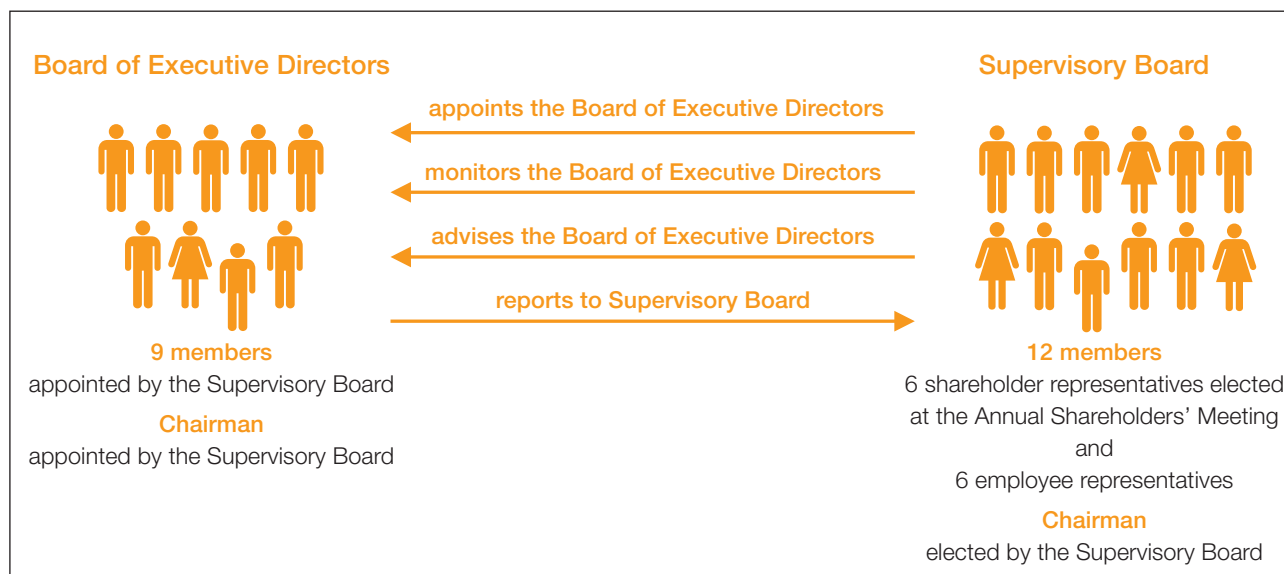 Board of Executive Directors
Supervisory Board
appoints the Board of Executive Directors
monitors the Board of Executive Directors
advises the Board of Executive Directors
reports to Supervisory Board
9 members
appointed by the Supervisory Board
Chairman
appointed by the Supervisory Board
12 members
6 shareholder representatives elected
at the Annual Shareholders’ Meeting
and
6 employee representatives
Chairman
elected by the Supervisory Board